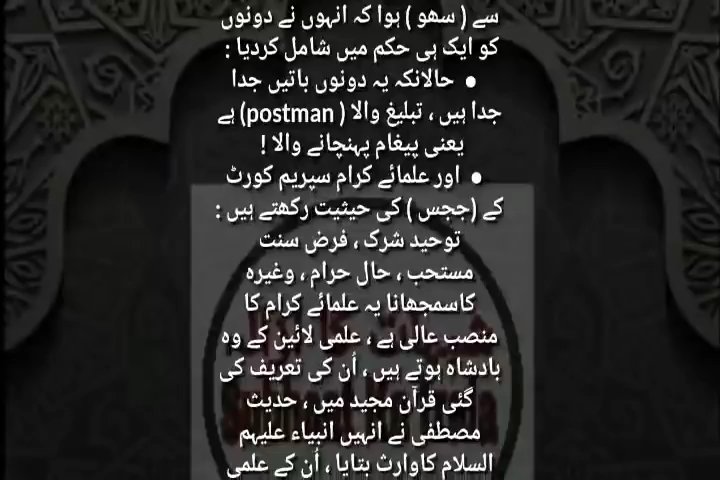 سے ( سھو ) ہوا کہ انہوں نے دونوں
کو ایک ہی حکم میں شامل کردیا :
• حالانکہ یہ دونوں باتیں جدا
جدا ہیں ، تبلیغ والا ( postman) ہے
یعنی پیغام پہنچانے والا !
• اور علمائے کرام سپریم کورٹ
کے (ججس ) کی حیثیت رکھتے ہیں :
توحید شرک ، فرض سنت
مستحب ، حال حرام ، وغیرہ
کاسمجھانا یہ علمائے کرام کا
منصب عالی ہے ، علمی لائین کے وہ
بادشاہ ہوتے ہیں ، اُن کی تعریف کی
گئی قرآن مجید میں ، حدیث
مصطفی نے انہیں انبیاء علیہم
السلام کاوارث بتایا ، اُن کے علمی